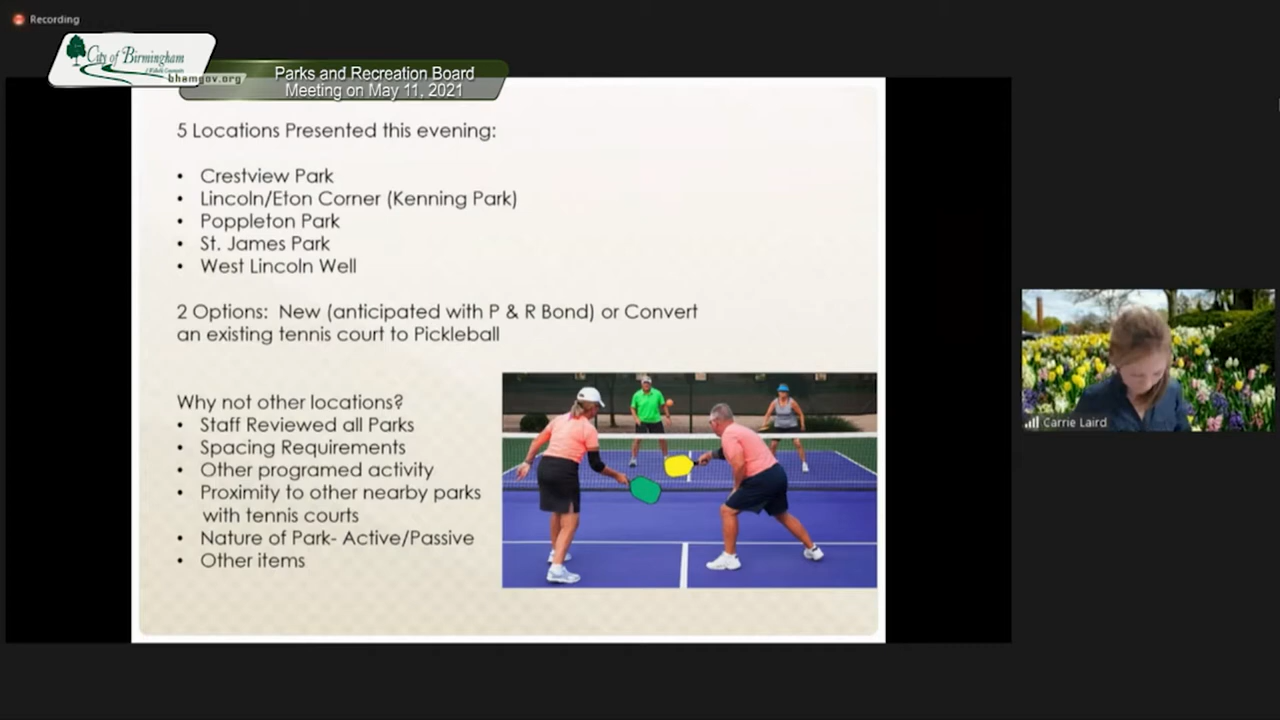 Recording
City of Birmingham
bhamgov.org
Parks and Recreation Board
Meeting on May 11, 2021
5 Locations Presented this evening:
• Crestview Park
• Lincoln/Eton Corner (Kenning Park)
• Poppleton Park
• St. James Park
• West Lincoln Well
2 Options: New (anticipated with P & R Bond) or Convert
an existing tennis court to Pickleball
Why not other locations?
• Staff Reviewed all Parks
• Spacing Requirements
• Other programed activity
• Proximity to other nearby parks
with tennis courts
• Nature of Park- Active/Passive
• Other items
Carrie Laird